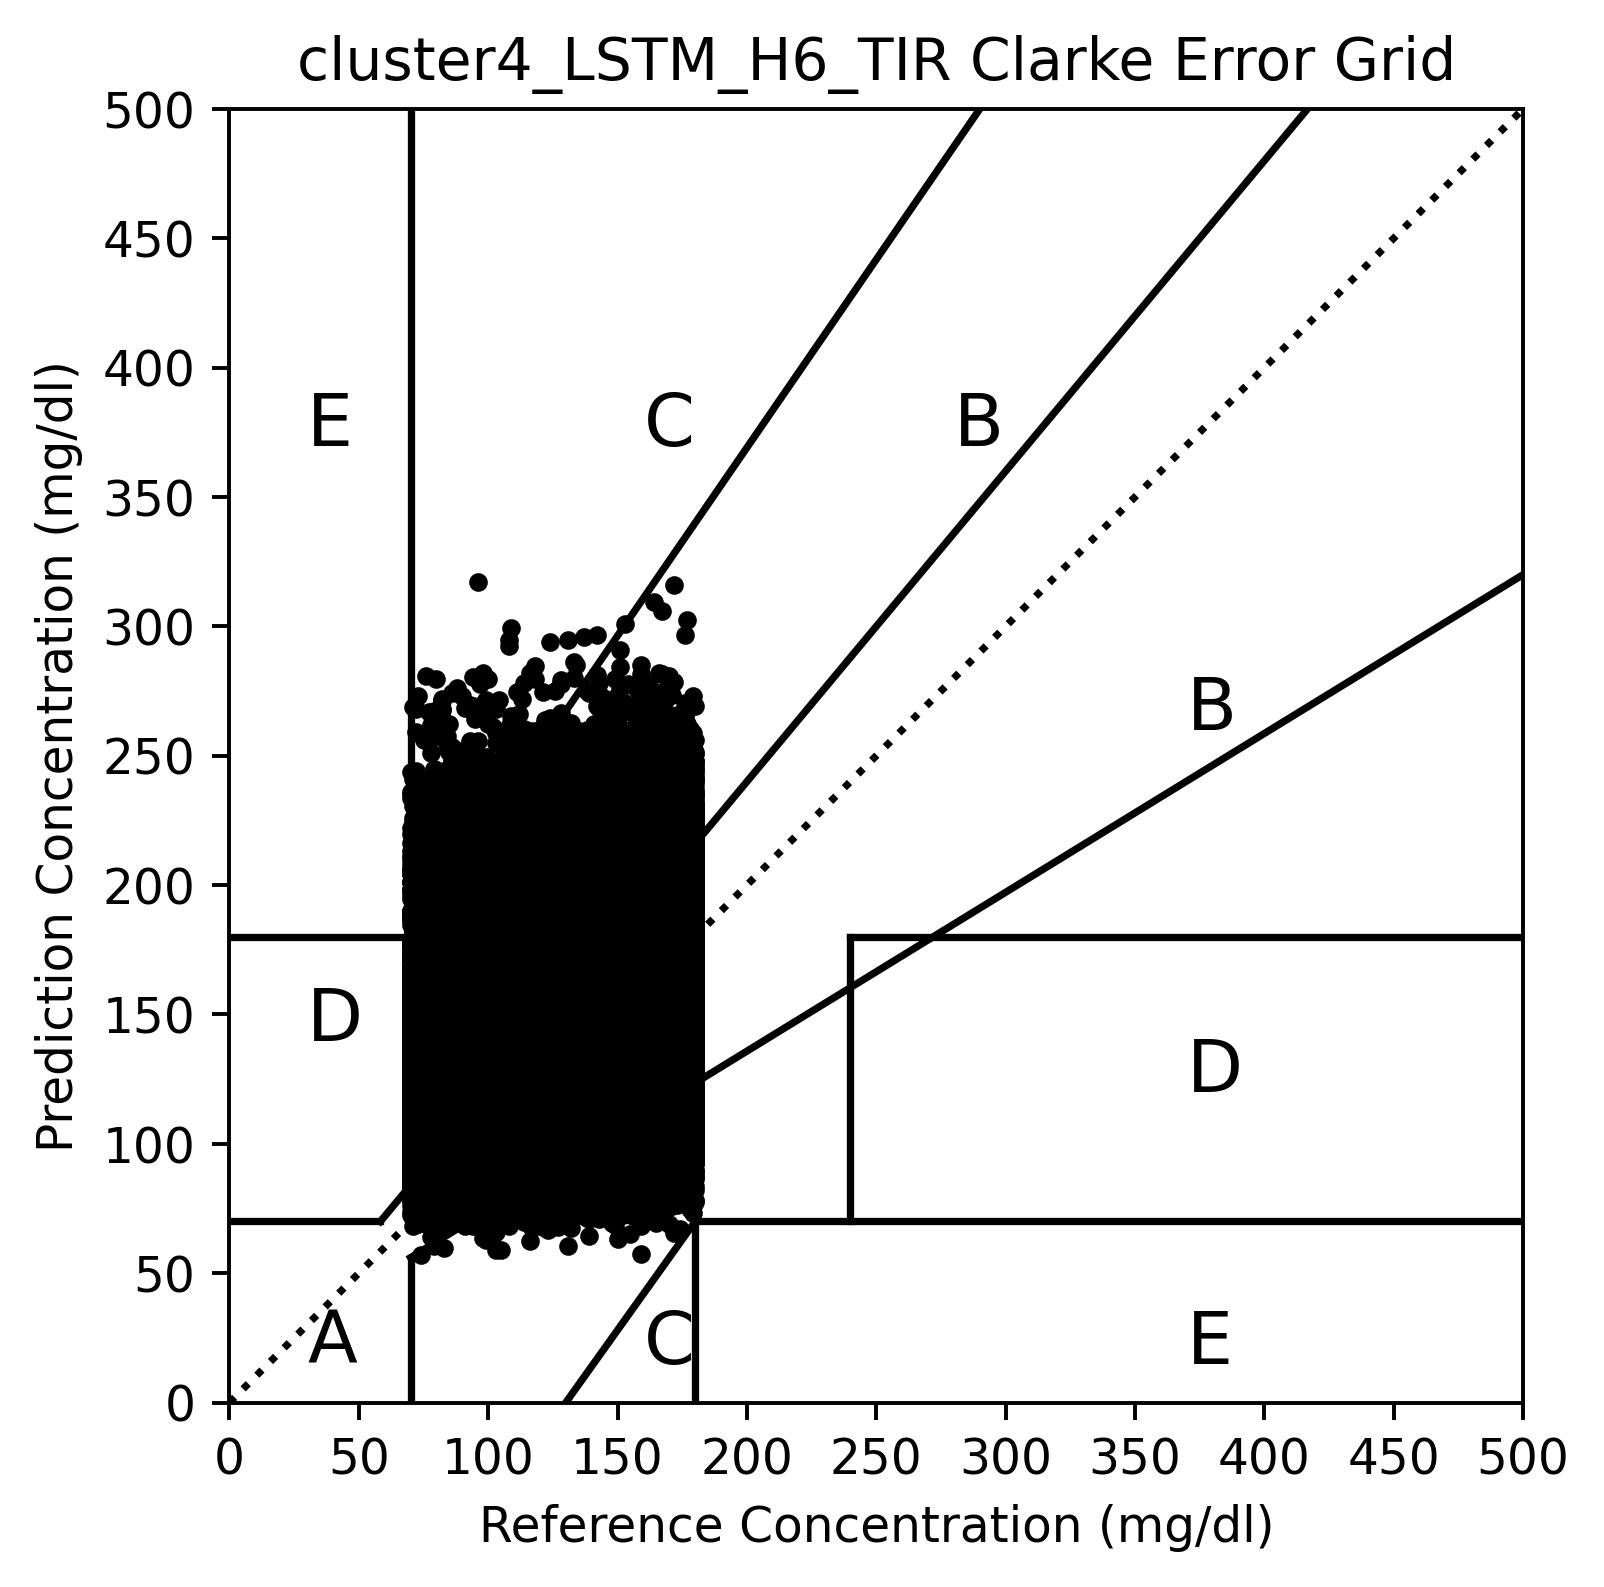 cluster4_LSTM_H6_TIR Clarke Error Grid
500
450
400
350
300
250
200
150
100
50
0
Prediction Concentration (mg/dl)
E
C
B
B
D
D
A
C
E
0 50 100 150 200 250 300 350 400 450 500
Reference Concentration (mg/dl)